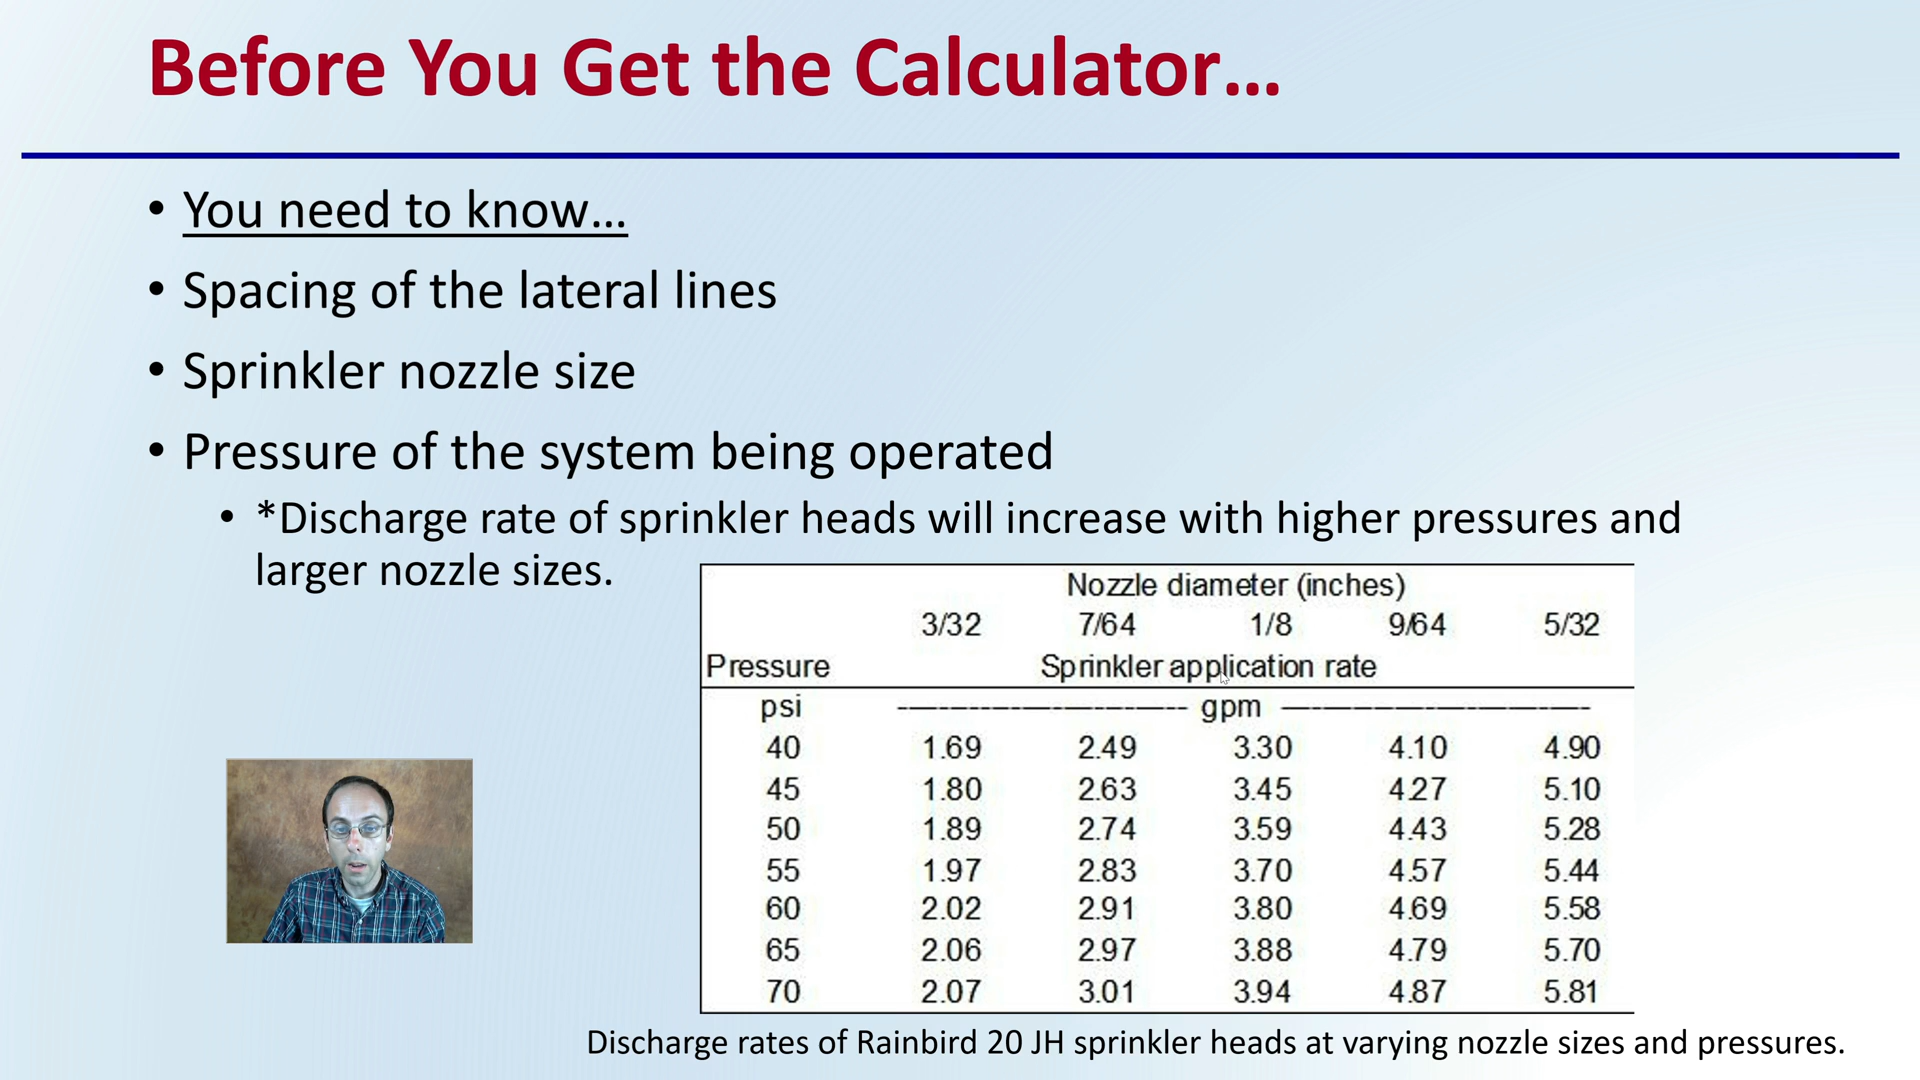 Before You Get the Calculator...
• You need to know...
• Spacing of the lateral lines
• Sprinkler nozzle size
• Pressure of the system being operated
• *Discharge rate of sprinkler heads will increase with higher pressures and
larger nozzle sizes.
Nozzle diameter (inches)
3/32 7/64 1/8 9/64 5/32
Pressure Sprinkler application rate
psi gpm
40 1.69 2.49 3.30 4.10 4.90
45 1.80 2.63 3.45 4.27 5.10
50 1.89 2.74 3.59 4.43 5.28
55 1.97 2.83 3.70 4.57 5.44
60 2.02 2.91 3.80 4.69 5.58
65 2.06 2.97 3.88 4.79 5.70
70 2.07 3.01 3.94 4.87 5.81
Discharge rates of Rainbird 20 JH sprinkler heads at varying nozzle sizes and pressures.